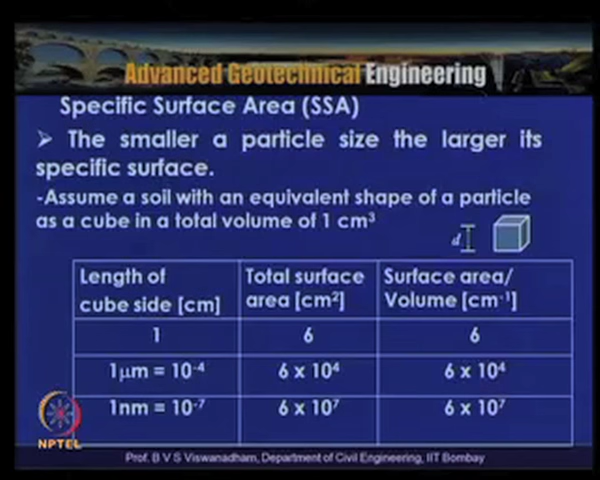 Advanced Geotechnical Engineering
Specific Surface Area (SSA)
➢ The smaller a particle size the larger its
specific surface.
-Assume a soil with an equivalent shape of a particle
as a cube in a total volume of 1 cm³
d
Length of cube side [cm] | Total surface area [cm²] | Surface area/ Volume [cm⁻¹]
1 | 6 | 6
1μm = 10⁻⁴ | 6 x 10⁴ | 6 x 10⁴
1nm = 10⁻⁷ | 6 x 10⁷ | 6 x 10⁷
NPTEL
Prof. B V S Viswanadham, Department of Civil Engineering, IIT Bombay